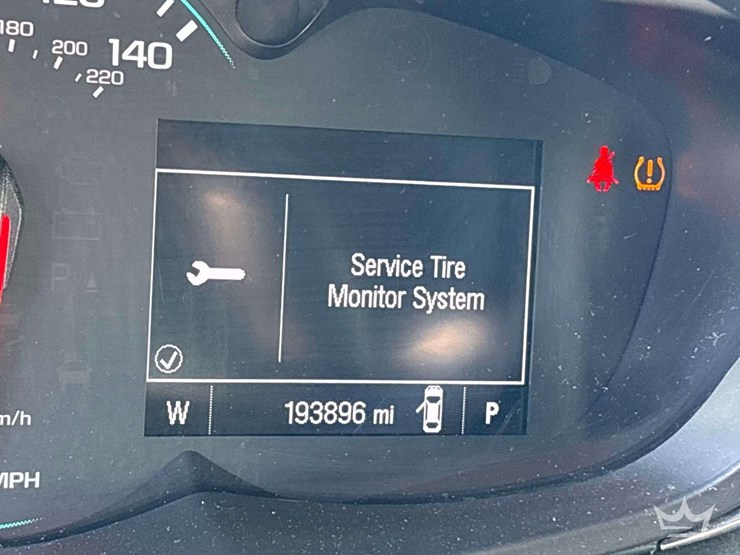 180
200
220
140
Service Tire
Monitor System
W
193896 mi
P
MPH